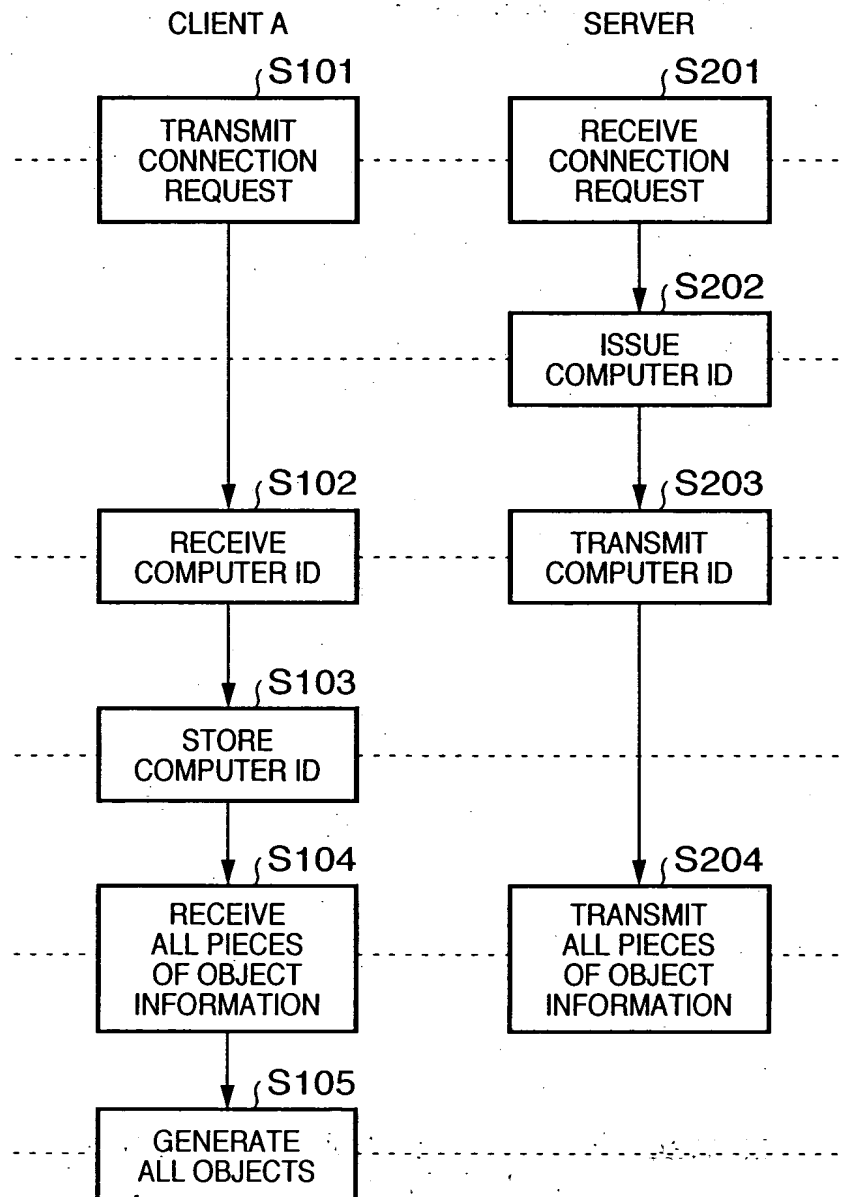 CLIENT A
SERVER
S101
S201
TRANSMIT
CONNECTION
REQUEST
RECEIVE
CONNECTION
REQUEST
S202
ISSUE
COMPUTER ID
S102
S203
RECEIVE
COMPUTER ID
TRANSMIT
COMPUTER ID
S103
STORE
COMPUTER ID
S104
S204
RECEIVE
ALL PIECES
OF OBJECT
INFORMATION
TRANSMIT
ALL PIECES
OF OBJECT
INFORMATION
S105
GENERATE
ALL OBJECTS